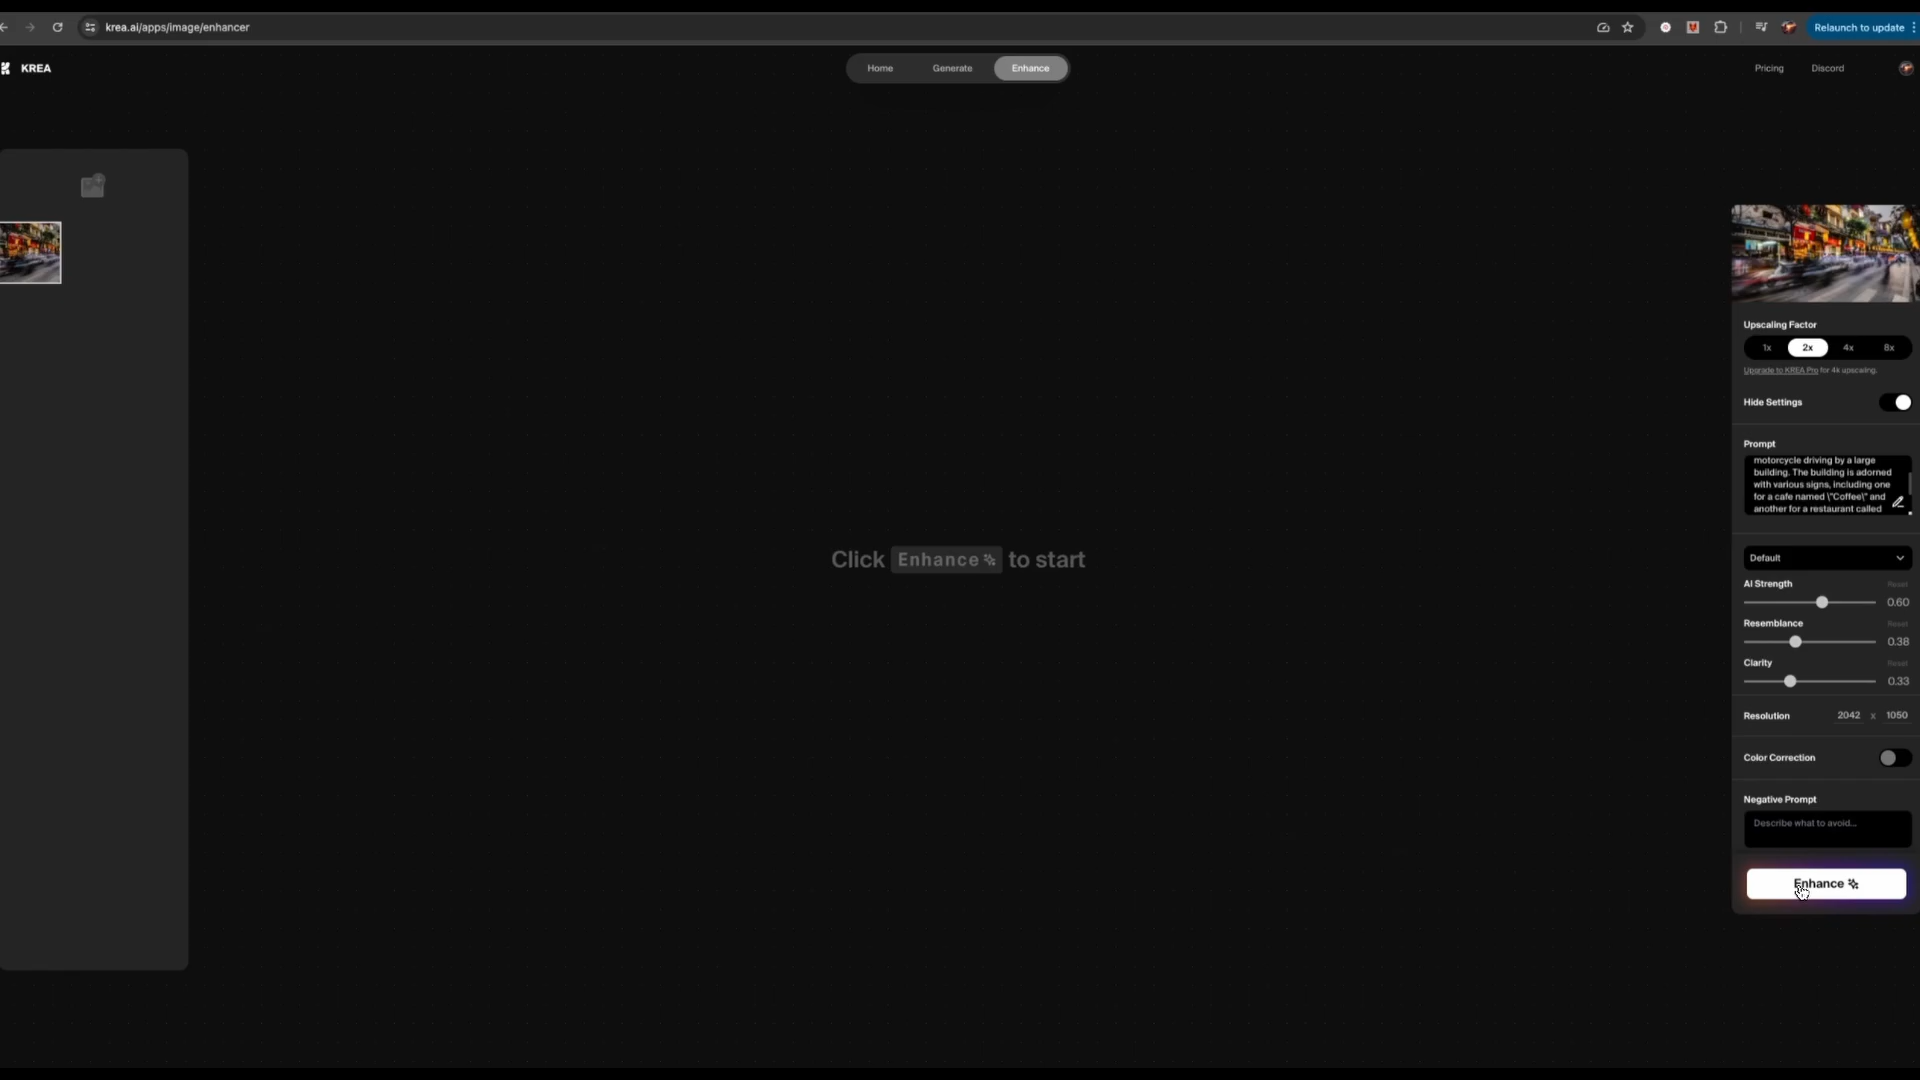 krea.ai/apps/image/enhancer
Relaunch to update
KREA
Home
Generate
Enhance
Pricing
Discord
Click Enhance to start
Upscaling Factor
1x
2x
4x
8x
Upgrade to KREA Pro for 4k upscaling.
Hide Settings
Prompt
motorcycle driving by a large
building. The building is adorned
with various signs, including one
for a cafe named \"Coffee\" and
another for a restaurant called
Default
AI Strength
Reset
0.60
Resemblance
Reset
0.38
Clarity
Reset
0.33
Resolution
2042 x 1050
Color Correction
Negative Prompt
Describe what to avoid...
Enhance